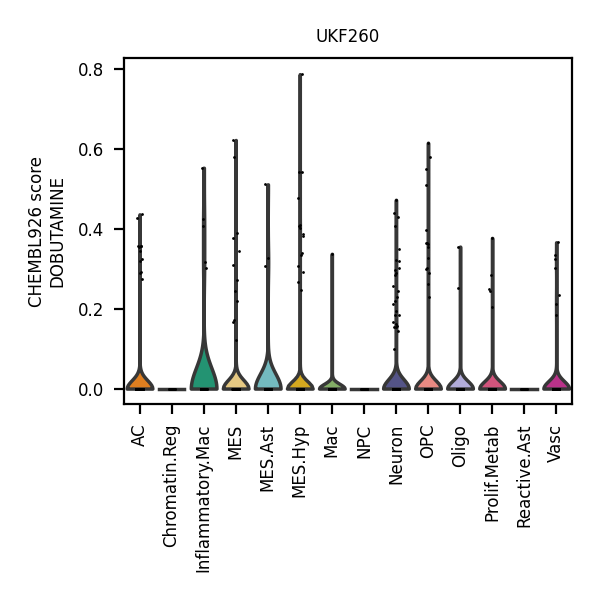 UKF260
CHEMBL926 score
DOBUTAMINE
0.8
0.6
0.4
0.2
0.0
AC
Chromatin.Reg
Inflammatory.Mac
MES
MES.Ast
MES.Hyp
Mac
NPC
Neuron
OPC
Oligo
Prolif.Metab
Reactive.Ast
Vasc